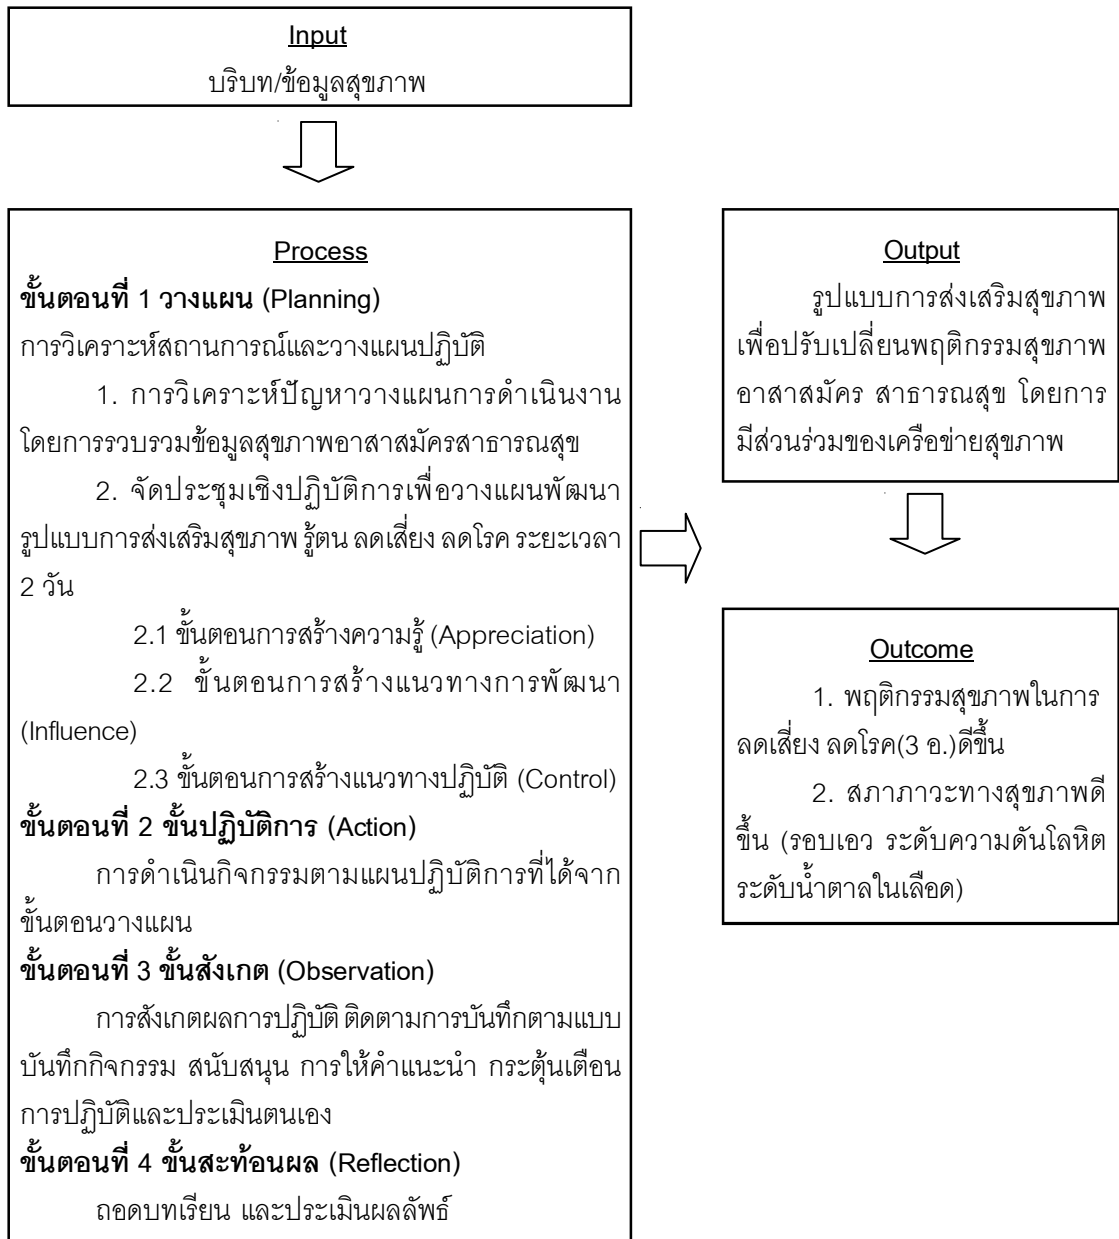 Input
บริบท/ข้อมูลสุขภาพ
Process
ขั้นตอนที่ 1 วางแผน (Planning)
การวิเคราะห์สถานการณ์และวางแผนปฏิบัติ
1. การวิเคราะห์ปัญหาวางแผนการดำเนินงาน
โดยการรวบรวมข้อมูลสุขภาพอาสาสมัครสาธารณสุข
2. จัดประชุมเชิงปฏิบัติการเพื่อวางแผนพัฒนา
รูปแบบการส่งเสริมสุขภาพ รู้ตน ลดเสี่ยง ลดโรค ระยะเวลา
2 วัน
2.1 ขั้นตอนการสร้างความรู้ (Appreciation)
2.2 ขั้นตอนการสร้างแนวทางการพัฒนา
(Influence)
2.3 ขั้นตอนการสร้างแนวทางปฏิบัติ (Control)
ขั้นตอนที่ 2 ขั้นปฏิบัติการ (Action)
การดำเนินกิจกรรมตามแผนปฏิบัติการที่ได้จาก
ขั้นตอนวางแผน
ขั้นตอนที่ 3 ขั้นสังเกต (Observation)
การสังเกตผลการปฏิบัติ ติดตามการบันทึกตามแบบ
บันทึกกิจกรรม สนับสนุน การให้คำแนะนำ กระตุ้นเตือน
การปฏิบัติและประเมินตนเอง
ขั้นตอนที่ 4 ขั้นสะท้อนผล (Reflection)
ถอดบทเรียน และประเมินผลลัพธ์
Output
รูปแบบการส่งเสริมสุขภาพ
เพื่อปรับเปลี่ยนพฤติกรรมสุขภาพ
อาสาสมัคร สาธารณสุข โดยการ
มีส่วนร่วมของเครือข่ายสุขภาพ
Outcome
1. พฤติกรรมสุขภาพในการ
ลดเสี่ยง ลดโรค(3 อ.)ดีขึ้น
2. สภาภาวะทางสุขภาพดี
ขึ้น (รอบเอว ระดับความดันโลหิต
ระดับน้ำตาลในเลือด)